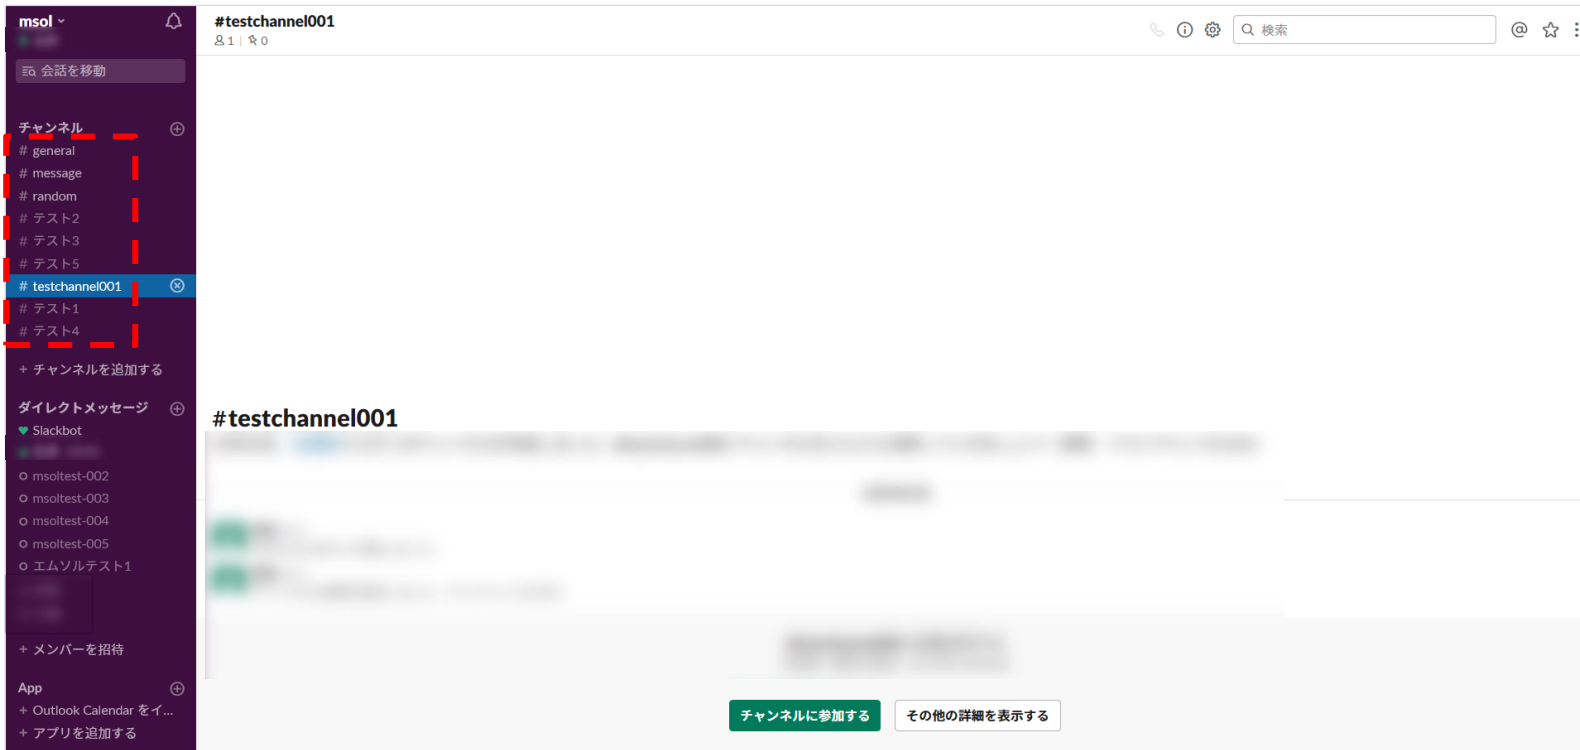 msol
会話を移動
チャンネル
# general
# message
# random
# テスト2
# テスト3
# テスト5
# testchannel001
# テスト1
# テスト4
+ チャンネルを追加する
ダイレクトメッセージ
Slackbot
msoltest-002
msoltest-003
msoltest-004
msoltest-005
エムソルテスト1
+ メンバーを招待
App
+ Outlook Calendar をイ...
+ アプリを追加する
#testchannel001
1 | 0
検索
#testchannel001
チャンネルに参加する
その他の詳細を表示する